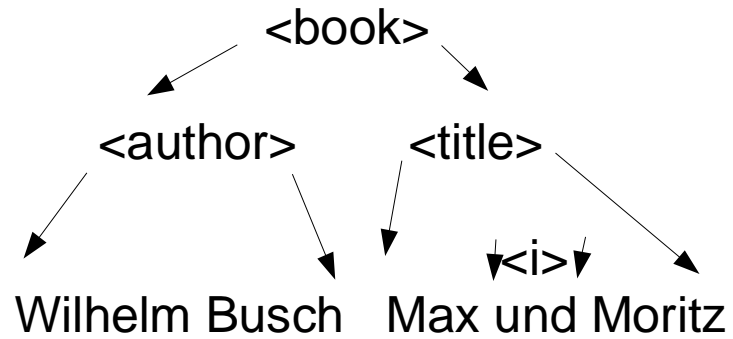 <book>
<author> <title>
<i>
Wilhelm Busch Max und Moritz